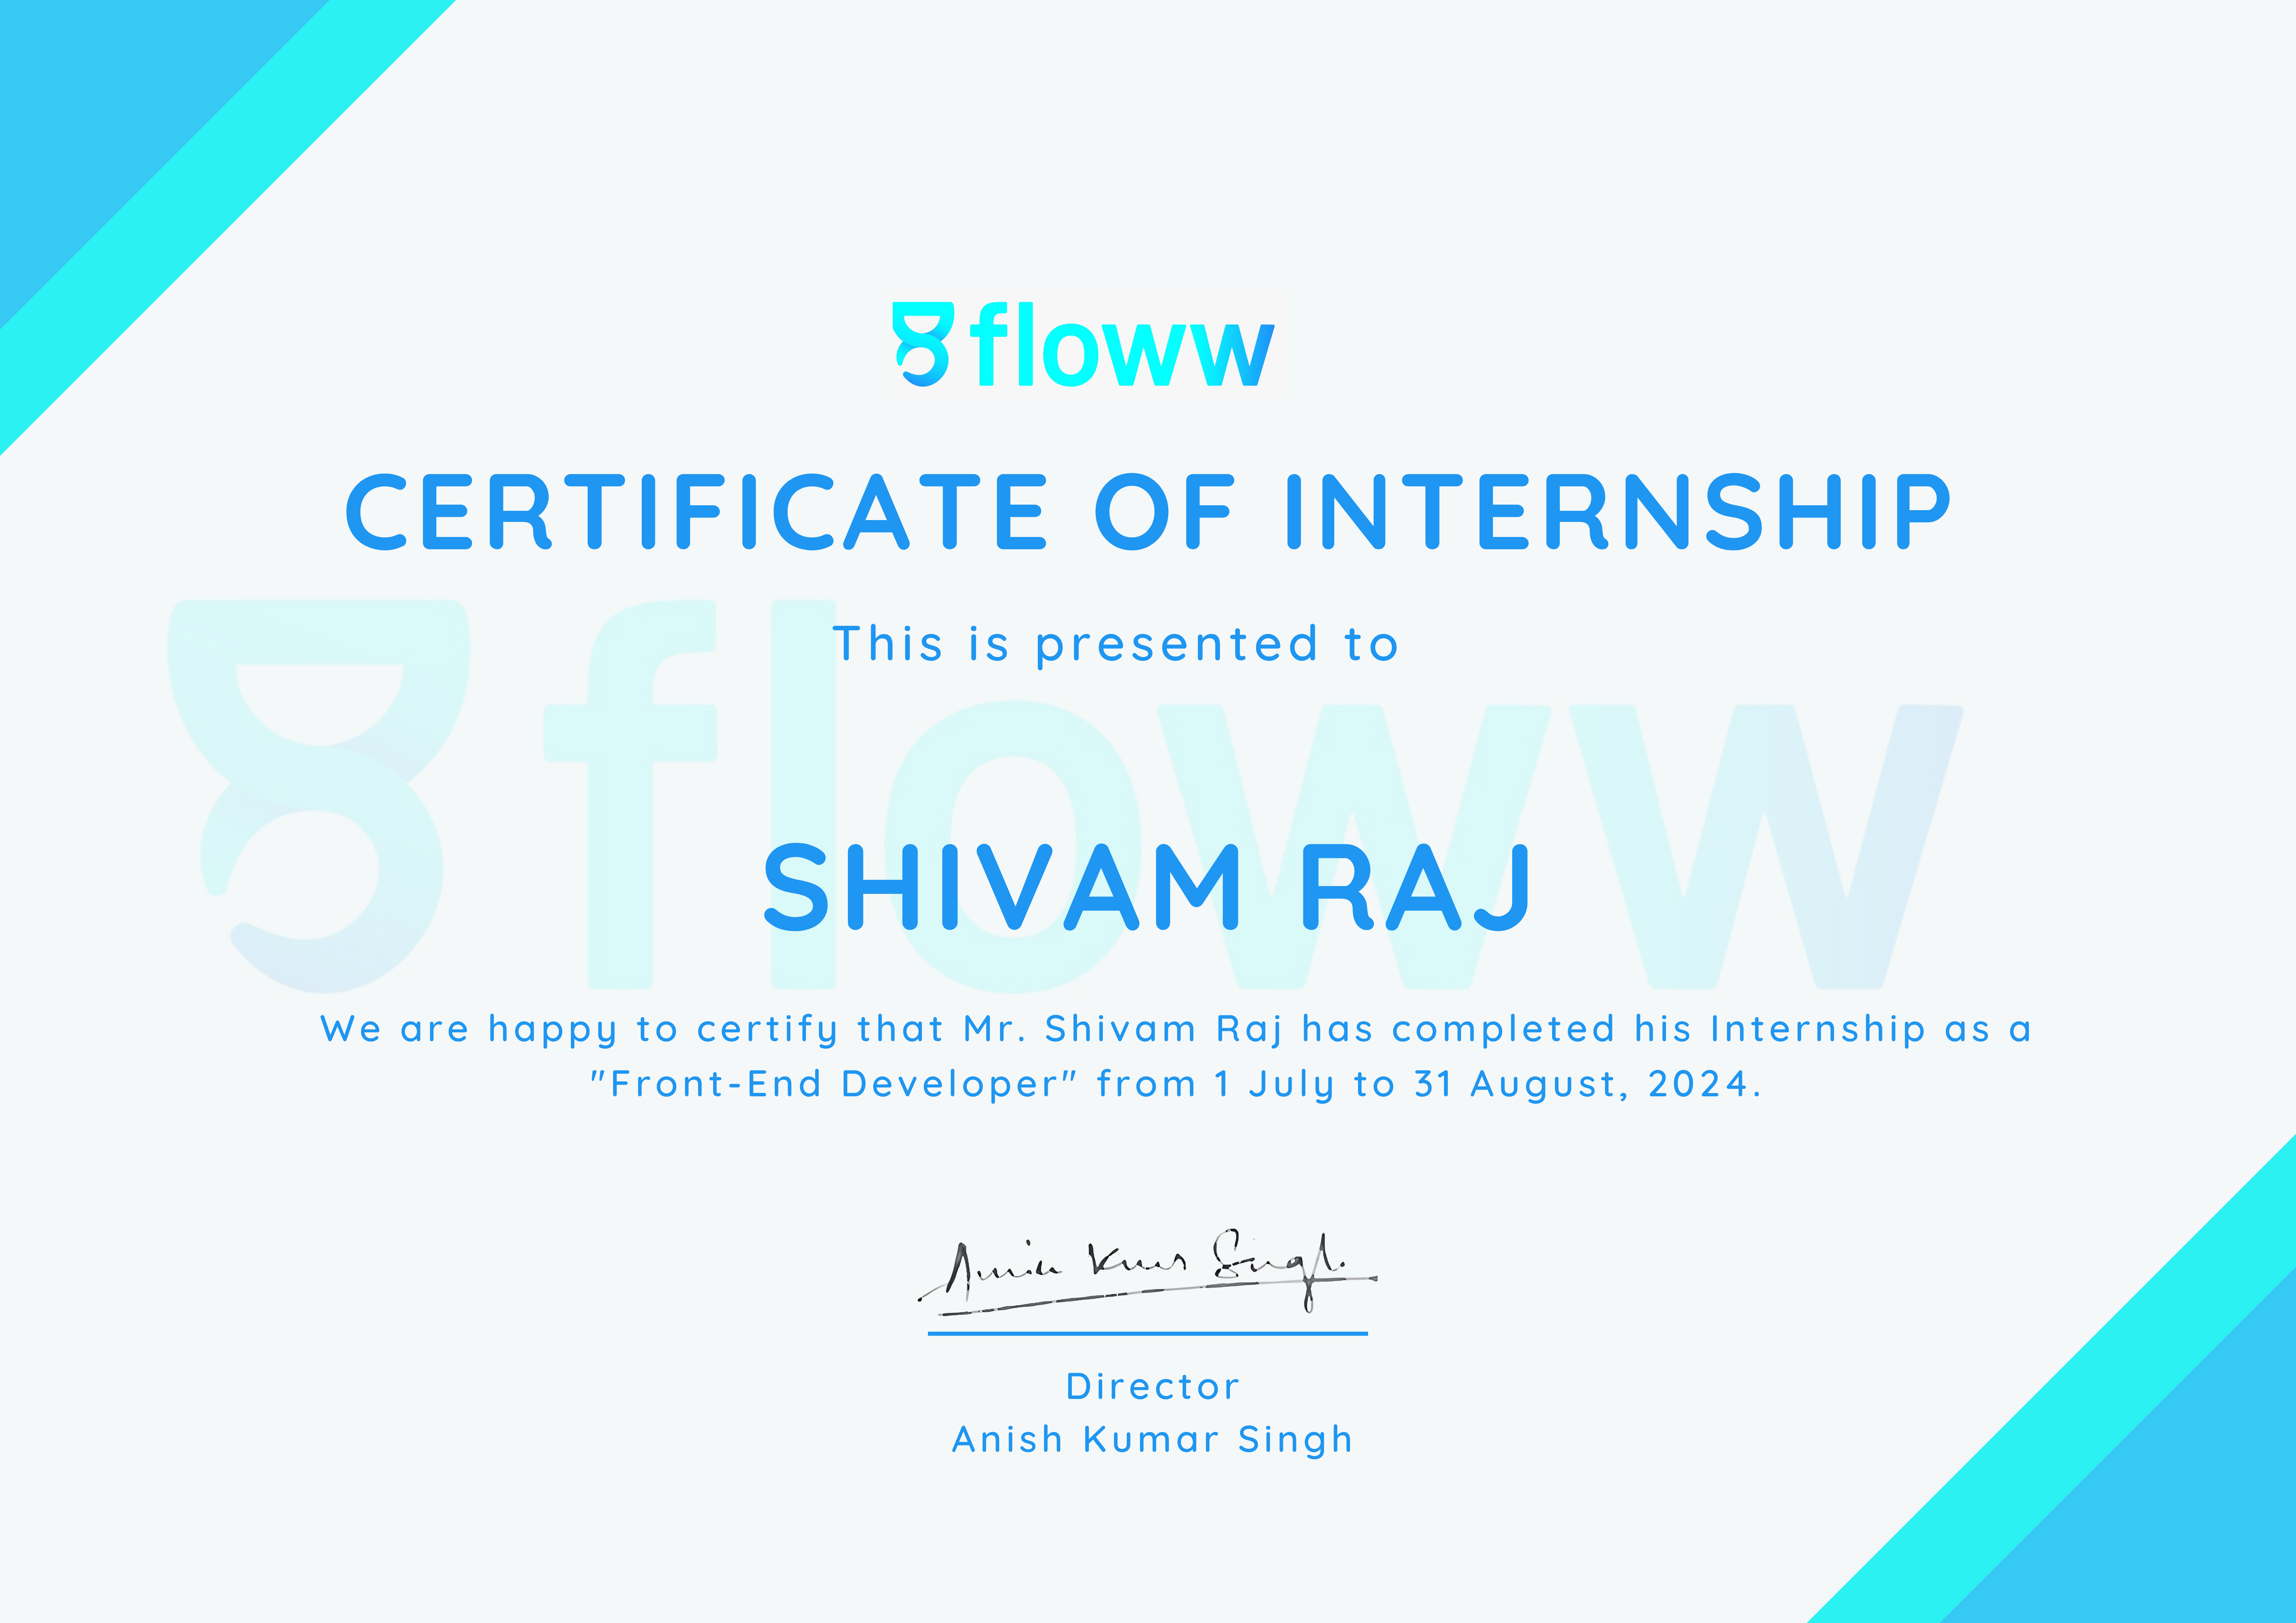 floww
CERTIFICATE OF INTERNSHIP
This is presented to
floww
SHIVAM RAJ
We are happy to certify that Mr. Shivam Raj has completed his Internship as a
"Front-End Developer" from 1 July to 31 August, 2024.
Anish Kumar Singh
Director
Anish Kumar Singh